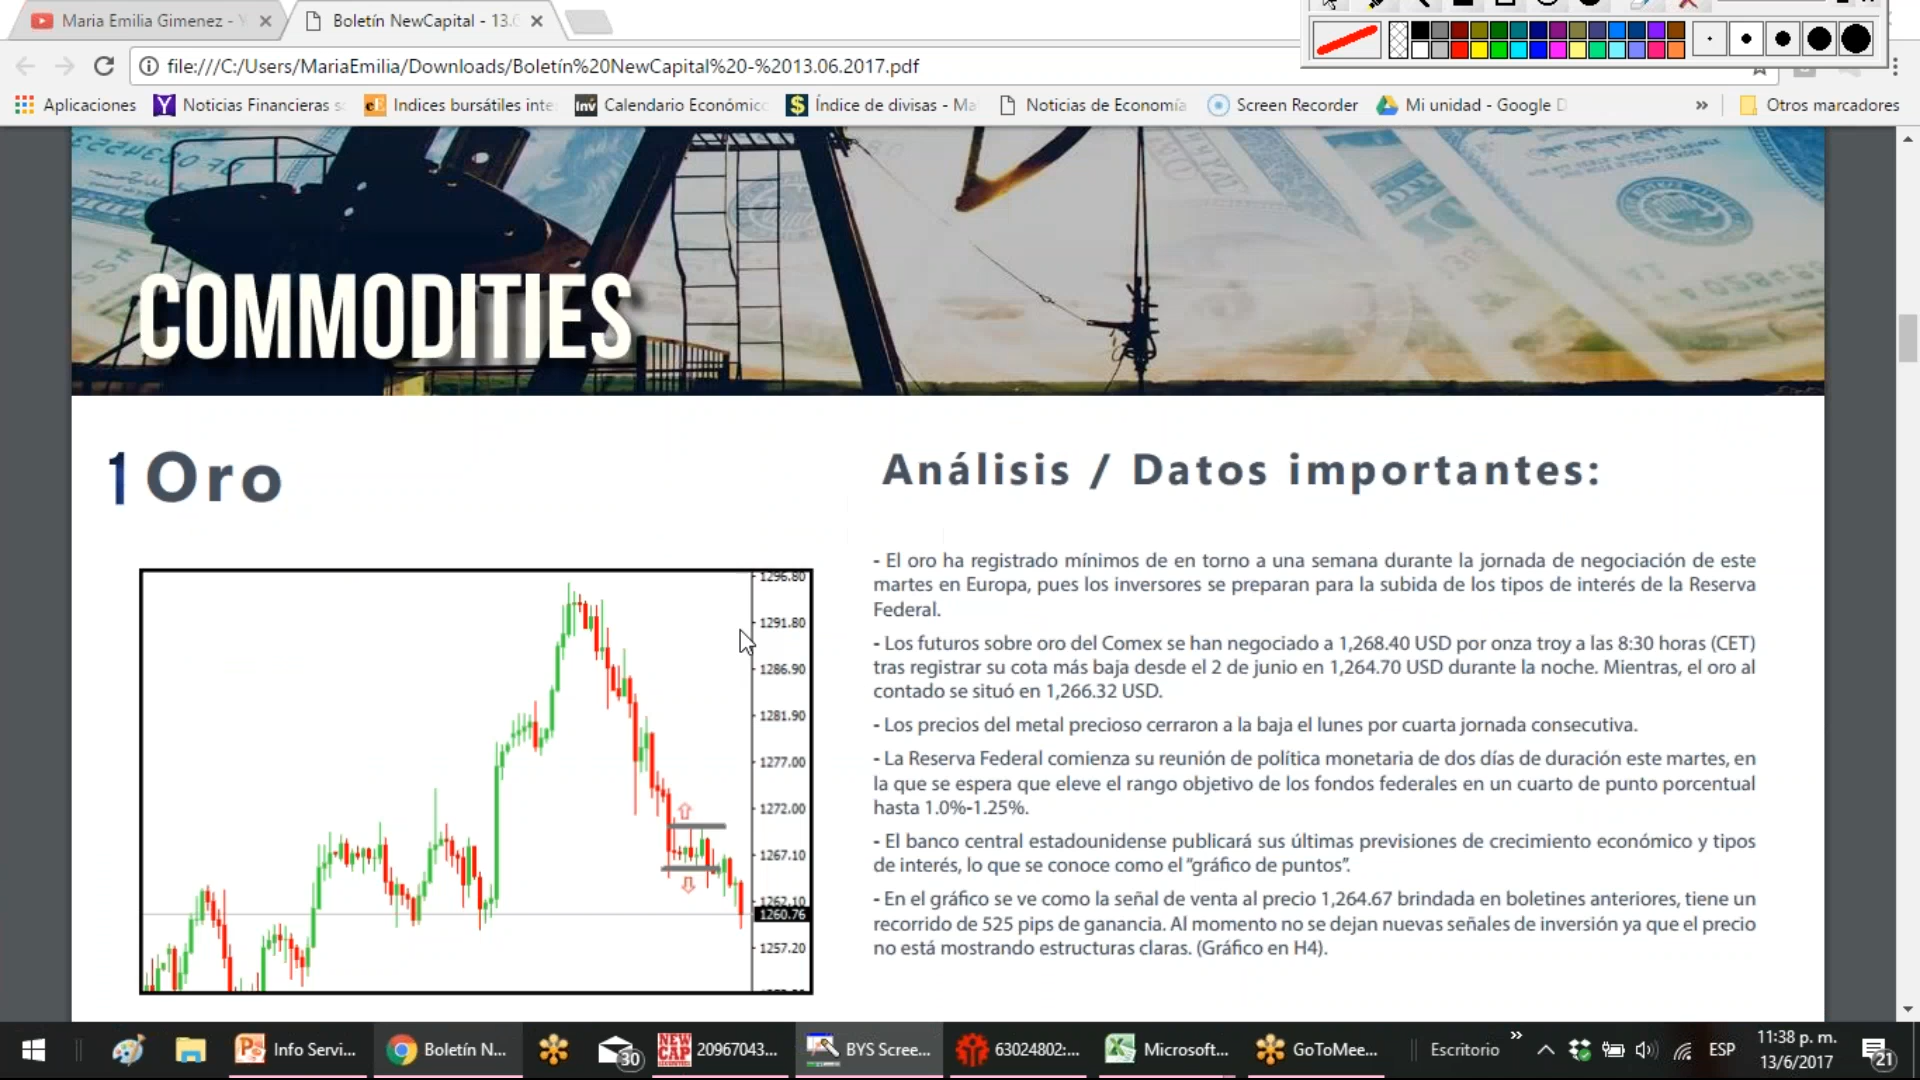 Maria Emilia Gimenez - Y
Boletín NewCapital - 13.0
file:///C:/Users/MariaEmilia/Downloads/Boletín%20NewCapital%20-%2013.06.2017.pdf
Aplicaciones
Noticias Financieras s
Indices bursátiles inte
Inv
Calendario Económic
Índice de divisas - Ma
Noticias de Economía
Screen Recorder
Mi unidad - Google D
Otros marcadores
COMMODITIES
1 Oro
1296.80
1291.80
1286.90
1281.90
1277.00
1272.00
1267.10
1262.10
1260.76
1257.20
Análisis / Datos importantes:
- El oro ha registrado mínimos de en torno a una semana durante la jornada de negociación de este
martes en Europa, pues los inversores se preparan para la subida de los tipos de interés de la Reserva
Federal.
- Los futuros sobre oro del Comex se han negociado a 1,268.40 USD por onza troy a las 8:30 horas (CET)
tras registrar su cota más baja desde el 2 de junio en 1,264.70 USD durante la noche. Mientras, el oro al
contado se situó en 1,266.32 USD.
- Los precios del metal precioso cerraron a la baja el lunes por cuarta jornada consecutiva.
- La Reserva Federal comienza su reunión de política monetaria de dos días de duración este martes, en
la que se espera que eleve el rango objetivo de los fondos federales en un cuarto de punto porcentual
hasta 1.0%-1.25%.
- El banco central estadounidense publicará sus últimas previsiones de crecimiento económico y tipos
de interés, lo que se conoce como el “gráfico de puntos”.
- En el gráfico se ve como la señal de venta al precio 1,264.67 brindada en boletines anteriores, tiene un
recorrido de 525 pips de ganancia. Al momento no se dejan nuevas señales de inversión ya que el precio
no está mostrando estructuras claras. (Gráfico en H4).
Info Servi...
Boletín N...
30
NEW CAP
20967043...
BYS Scree...
63024802:...
Microsoft...
GoToMee...
Escritorio
ESP
11:38 p. m.
13/6/2017
21